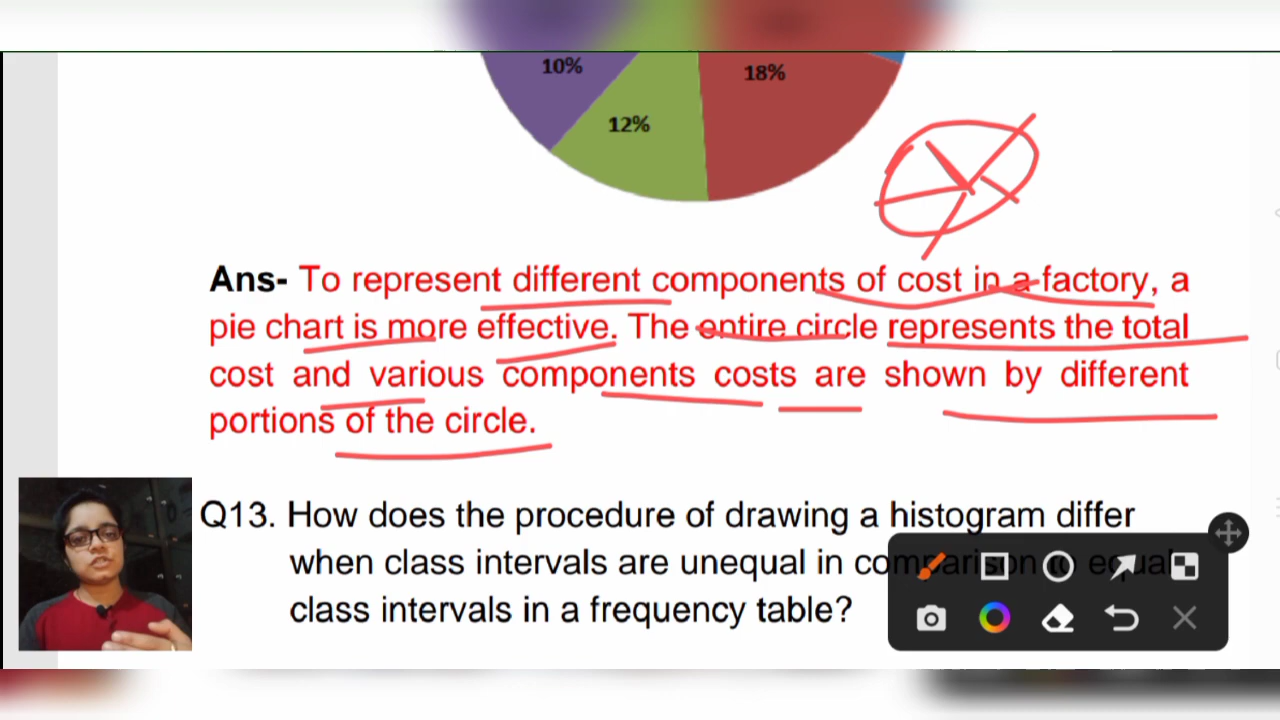 10%
18%
12%
Ans- To represent different components of cost in a factory, a
pie chart is more effective. The entire circle represents the total
cost and various components costs are shown by different
portions of the circle.
Q13. How does the procedure of drawing a histogram differ
when class intervals are unequal in comparison to equal
class intervals in a frequency table?